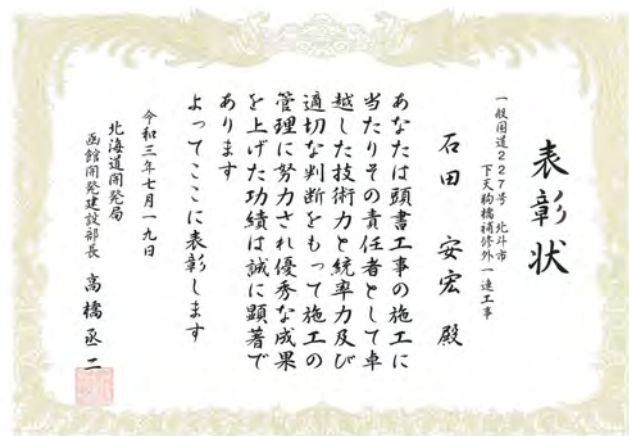 表彰状
一般国道227号 北斗市
下天狗橋補修外一連工事
石田 安宏 殿
あなたは頭書工事の施工に
当たりその責任者として卓
越した技術力と統率力及び
適切な判断をもって施工の
管理に努力され優秀な成果
を上げた功績は誠に顕著で
あります
よってここに表彰します
令和三年七月一九日
北海道開発局
函館開発建設部長 高橋丞二